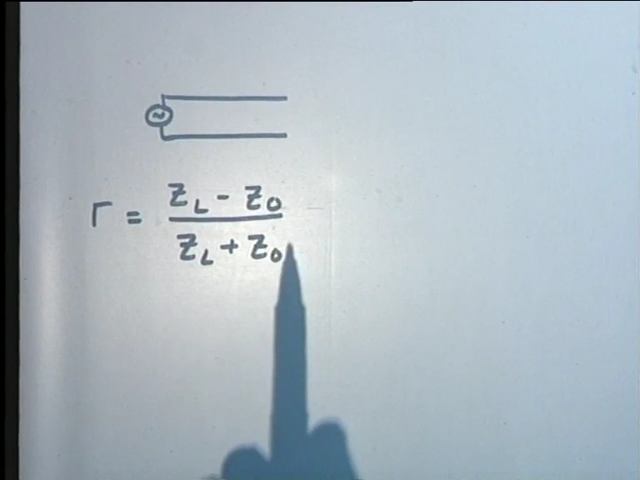 ~
Γ = (Z_L - Z_0) / (Z_L + Z_0)